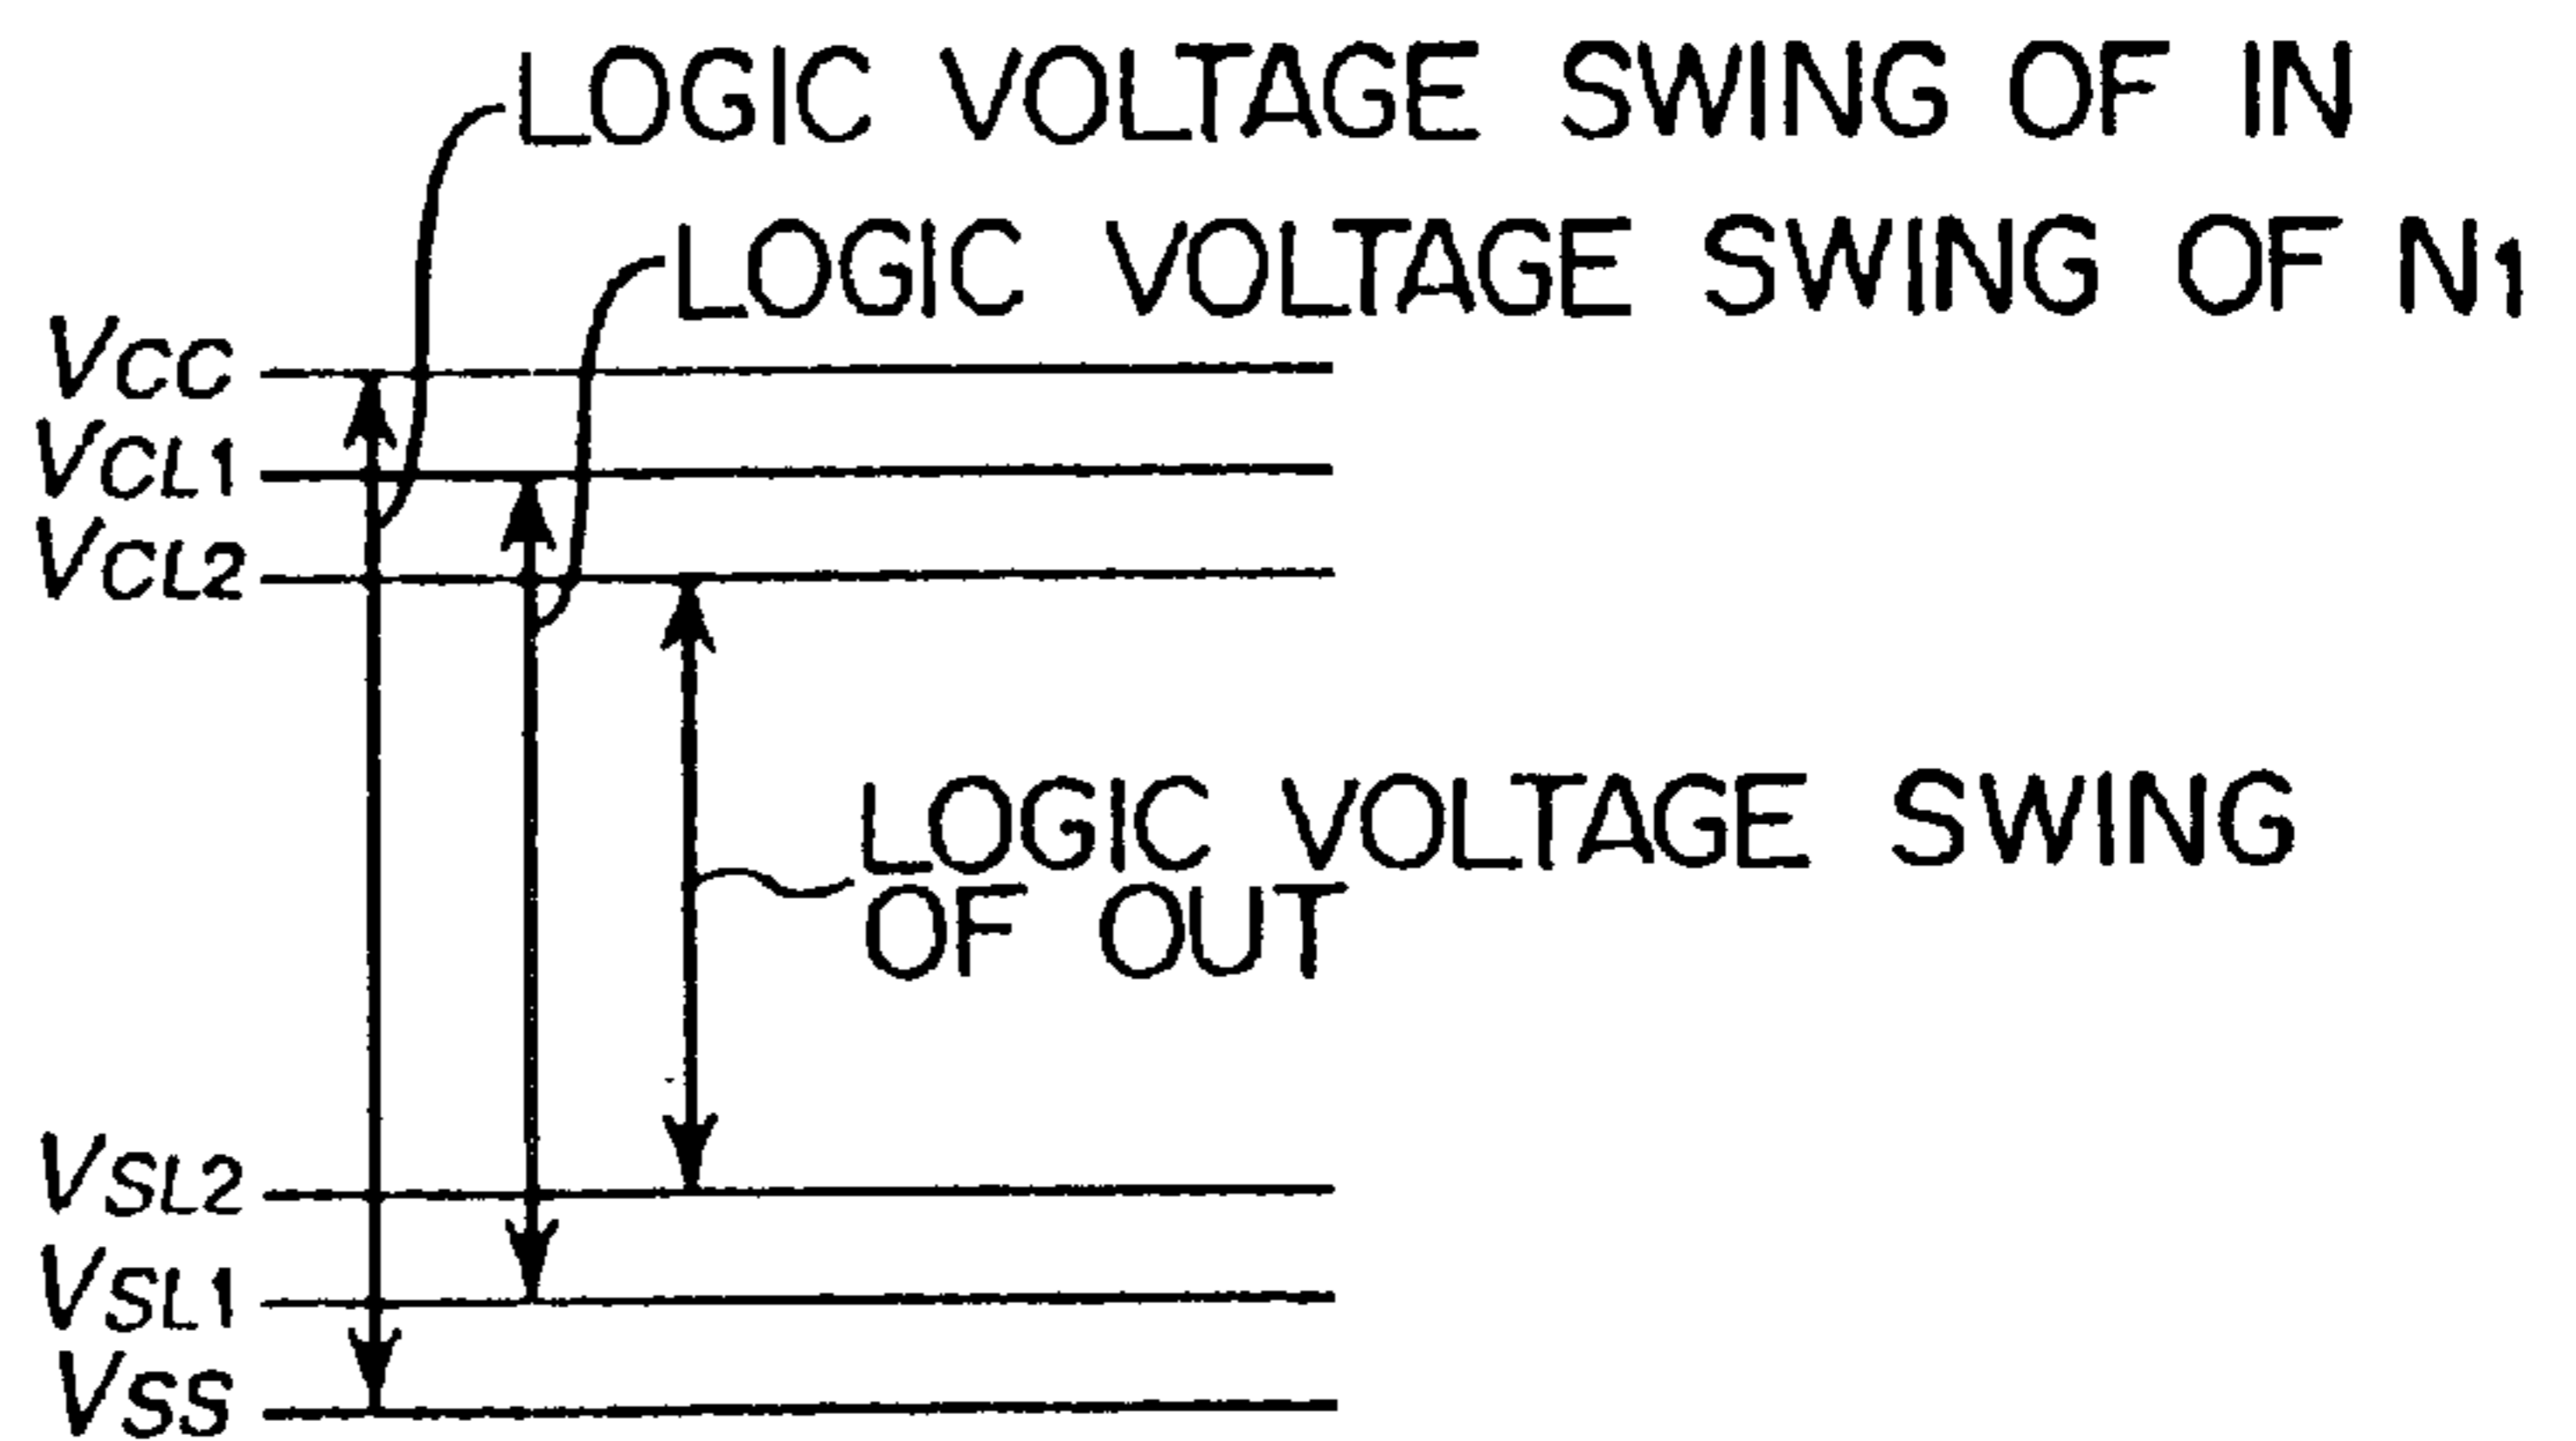 LOGIC VOLTAGE SWING OF IN
LOGIC VOLTAGE SWING OF N1
VCC
VCL1
VCL2
LOGIC VOLTAGE SWING
OF OUT
VSL2
VSL1
VSS